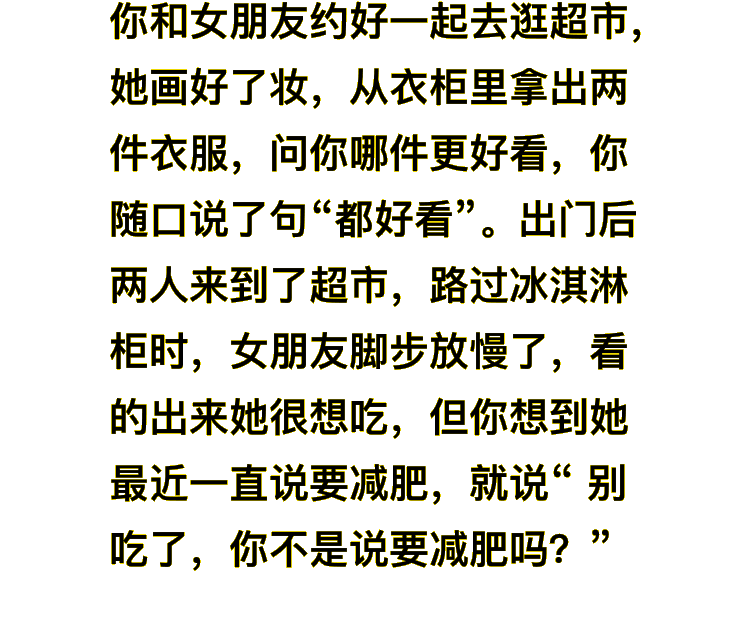 你和女朋友约好一起去逛超市，
她画好了妆，从衣柜里拿出两
件衣服，问你哪件更好看，你
随口说了句“都好看”。出门后
两人来到了超市，路过冰淇淋
柜时，女朋友脚步放慢了，看
的出来她很想吃，但你想到她
最近一直说要减肥，就说“ 别
吃了，你不是说要减肥吗？”